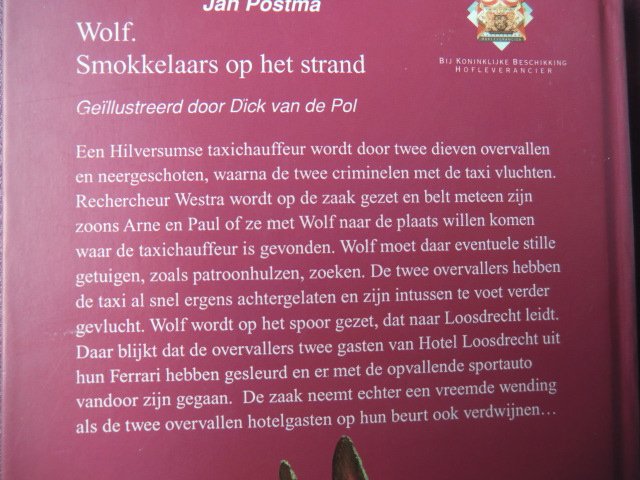 Jan Postma
Wolf.
Smokkelaars op het strand
BIJ KONINKLIJKE BESCHIKKING
HOFLEVERANCIER
Geïllustreerd door Dick van de Pol
Een Hilversumse taxichauffeur wordt door twee dieven overvallen
en neergeschoten, waarna de twee criminelen met de taxi vluchten.
Rechercheur Westra wordt op de zaak gezet en belt meteen zijn
zoons Arne en Paul of ze met Wolf naar de plaats willen komen
waar de taxichauffeur is gevonden. Wolf moet daar eventuele stille
getuigen, zoals patroonhulzen, zoeken. De twee overvallers hebben
de taxi al snel ergens achtergelaten en zijn intussen te voet verder
gevlucht. Wolf wordt op het spoor gezet, dat naar Loosdrecht leidt.
Daar blijkt dat de overvallers twee gasten van Hotel Loosdrecht uit
hun Ferrari hebben gesleurd en er met de opvallende sportauto
vandoor zijn gegaan. De zaak neemt echter een vreemde wending
als de twee overvallen hotelgasten op hun beurt ook verdwijnen…